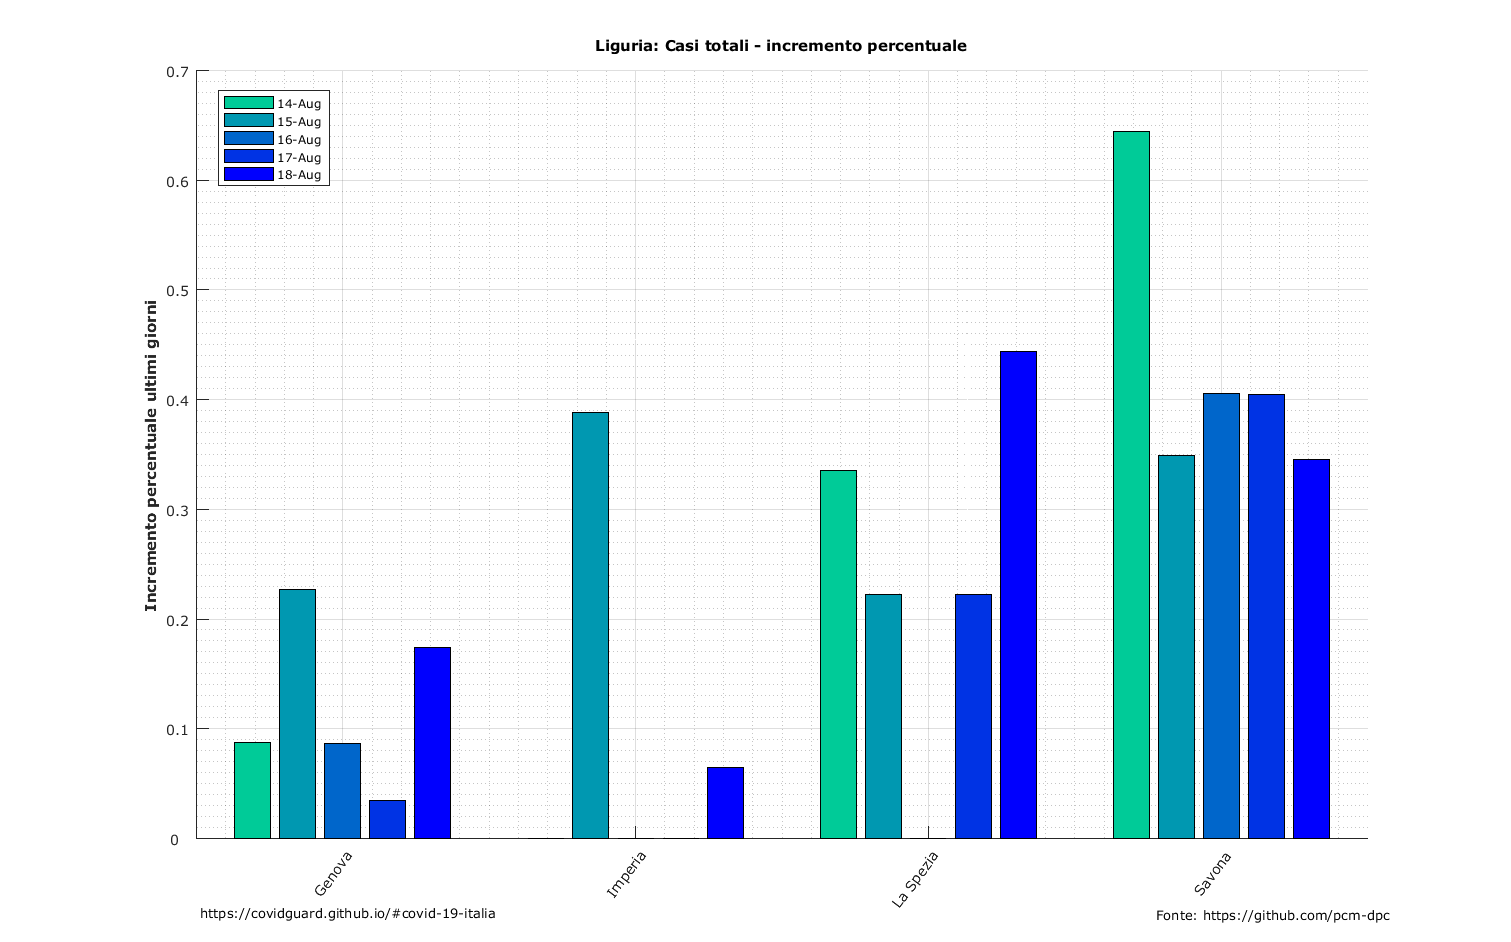 Liguria: Casi totali - incremento percentuale
0.7
0.6
0.5
0.4
0.3
0.2
0.1
0
Incremento percentuale ultimi giorni
14-Aug
15-Aug
16-Aug
17-Aug
18-Aug
Genova
Imperia
La Spezia
Savona
https://covidguard.github.io/#covid-19-italia
Fonte: https://github.com/pcm-dpc